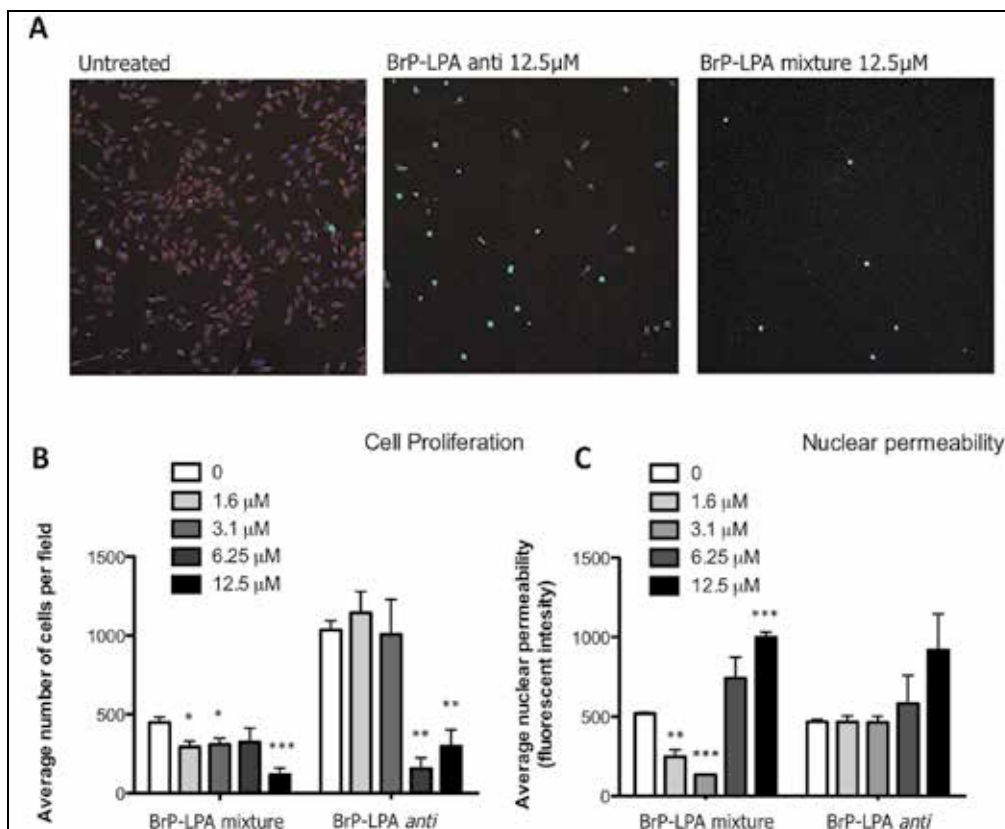 A
Untreated
BrP-LPA anti 12.5µM
BrP-LPA mixture 12.5µM
B
Cell Proliferation
0
1.6 µM
3.1 µM
6.25 µM
12.5 µM
Average number of cells per field
1500
1000
500
0
*
*
***
**
**
BrP-LPA mixture
BrP-LPA anti
C
Nuclear permeability
0
1.6 µM
3.1 µM
6.25 µM
12.5 µM
Average nuclear permeability
(fluorescent intesity)
1500
1000
500
0
**
***
***
BrP-LPA mixture
BrP-LPA anti